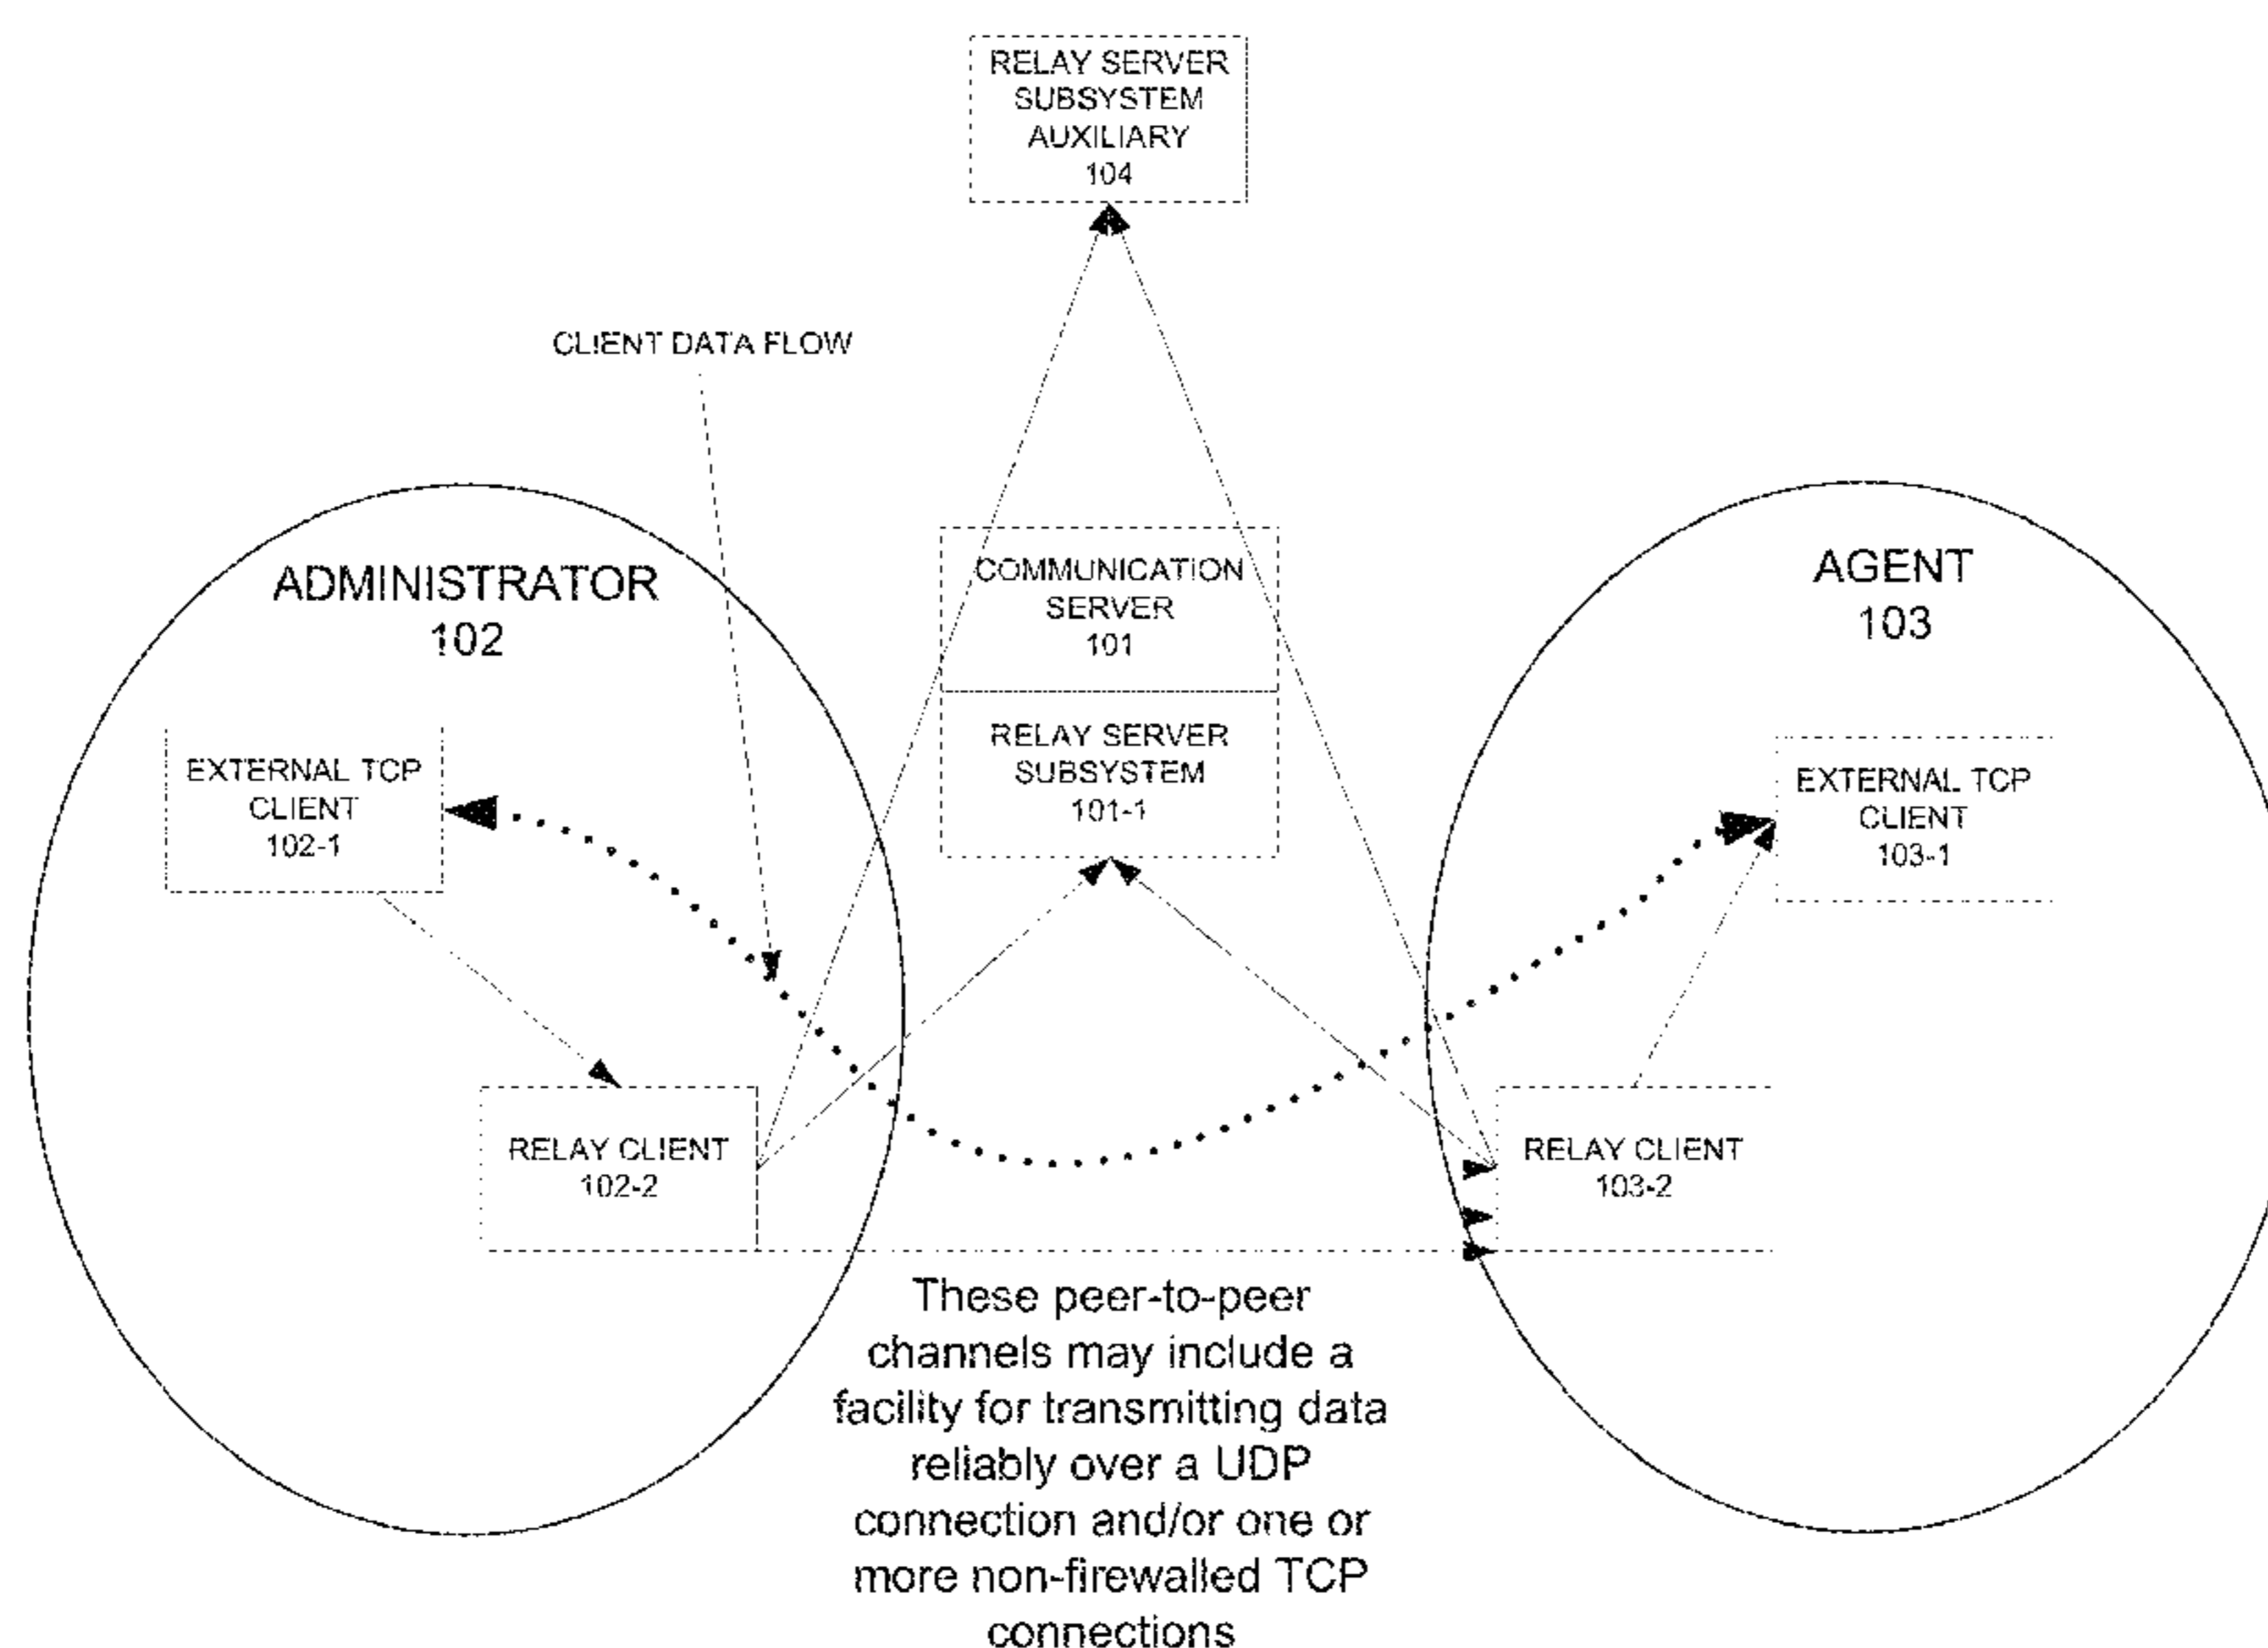 RELAY SERVER
SUBSYSTEM
AUXILIARY
104
CLIENT DATA FLOW
COMMUNICATION
SERVER
101
RELAY SERVER
SUBSYSTEM
101-1
ADMINISTRATOR
102
EXTERNAL TCP
CLIENT
102-1
RELAY CLIENT
102-2
AGENT
103
EXTERNAL TCP
CLIENT
103-1
RELAY CLIENT
103-2
These peer-to-peer
channels may include a
facility for transmitting data
reliably over a UDP
connection and/or one or
more non-firewalled TCP
connections